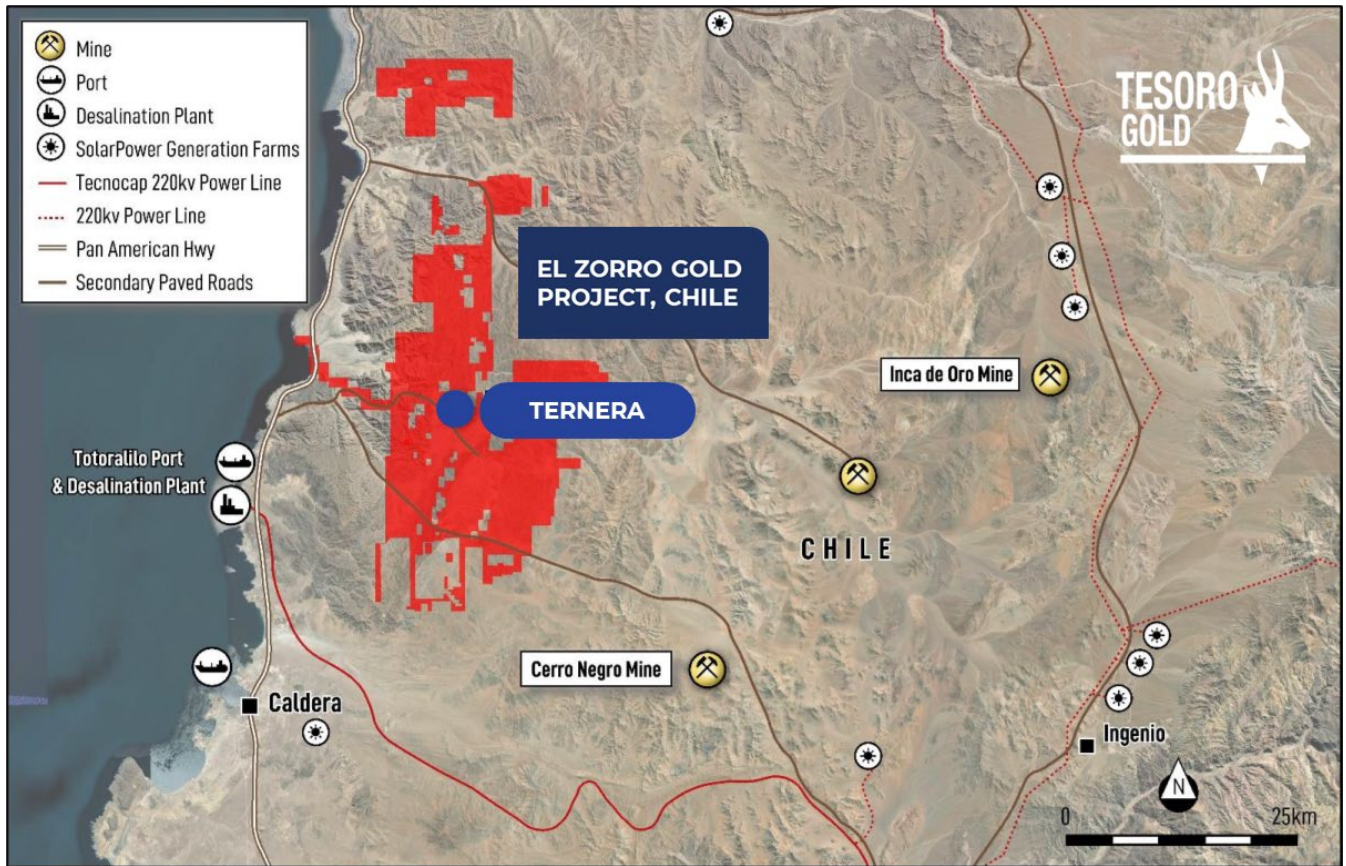 Mine
Port
Desalination Plant
SolarPower Generation Farms
Tecnocap 220kv Power Line
220kv Power Line
Pan American Hwy
Secondary Paved Roads
TESORO
GOLD
EL ZORRO GOLD
PROJECT, CHILE
Inca de Oro Mine
TERNERA
Totoralilo Port
& Desalination Plant
CHILE
Cerro Negro Mine
Caldera
Ingenio
N
0 25km